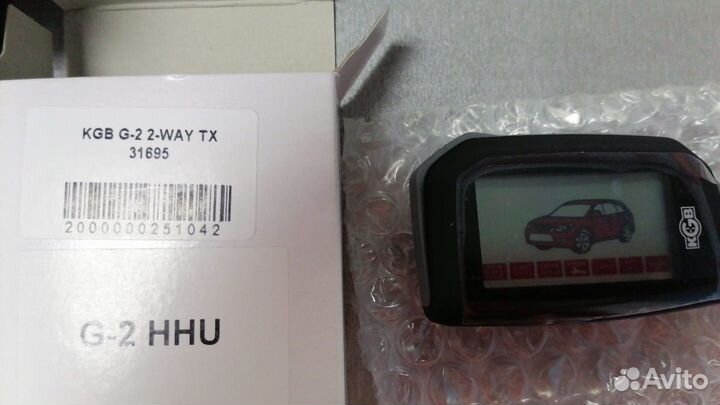 KGB G-2 2-WAY TX
31695
2000000251042
G-2 HHU
KGB
Avito